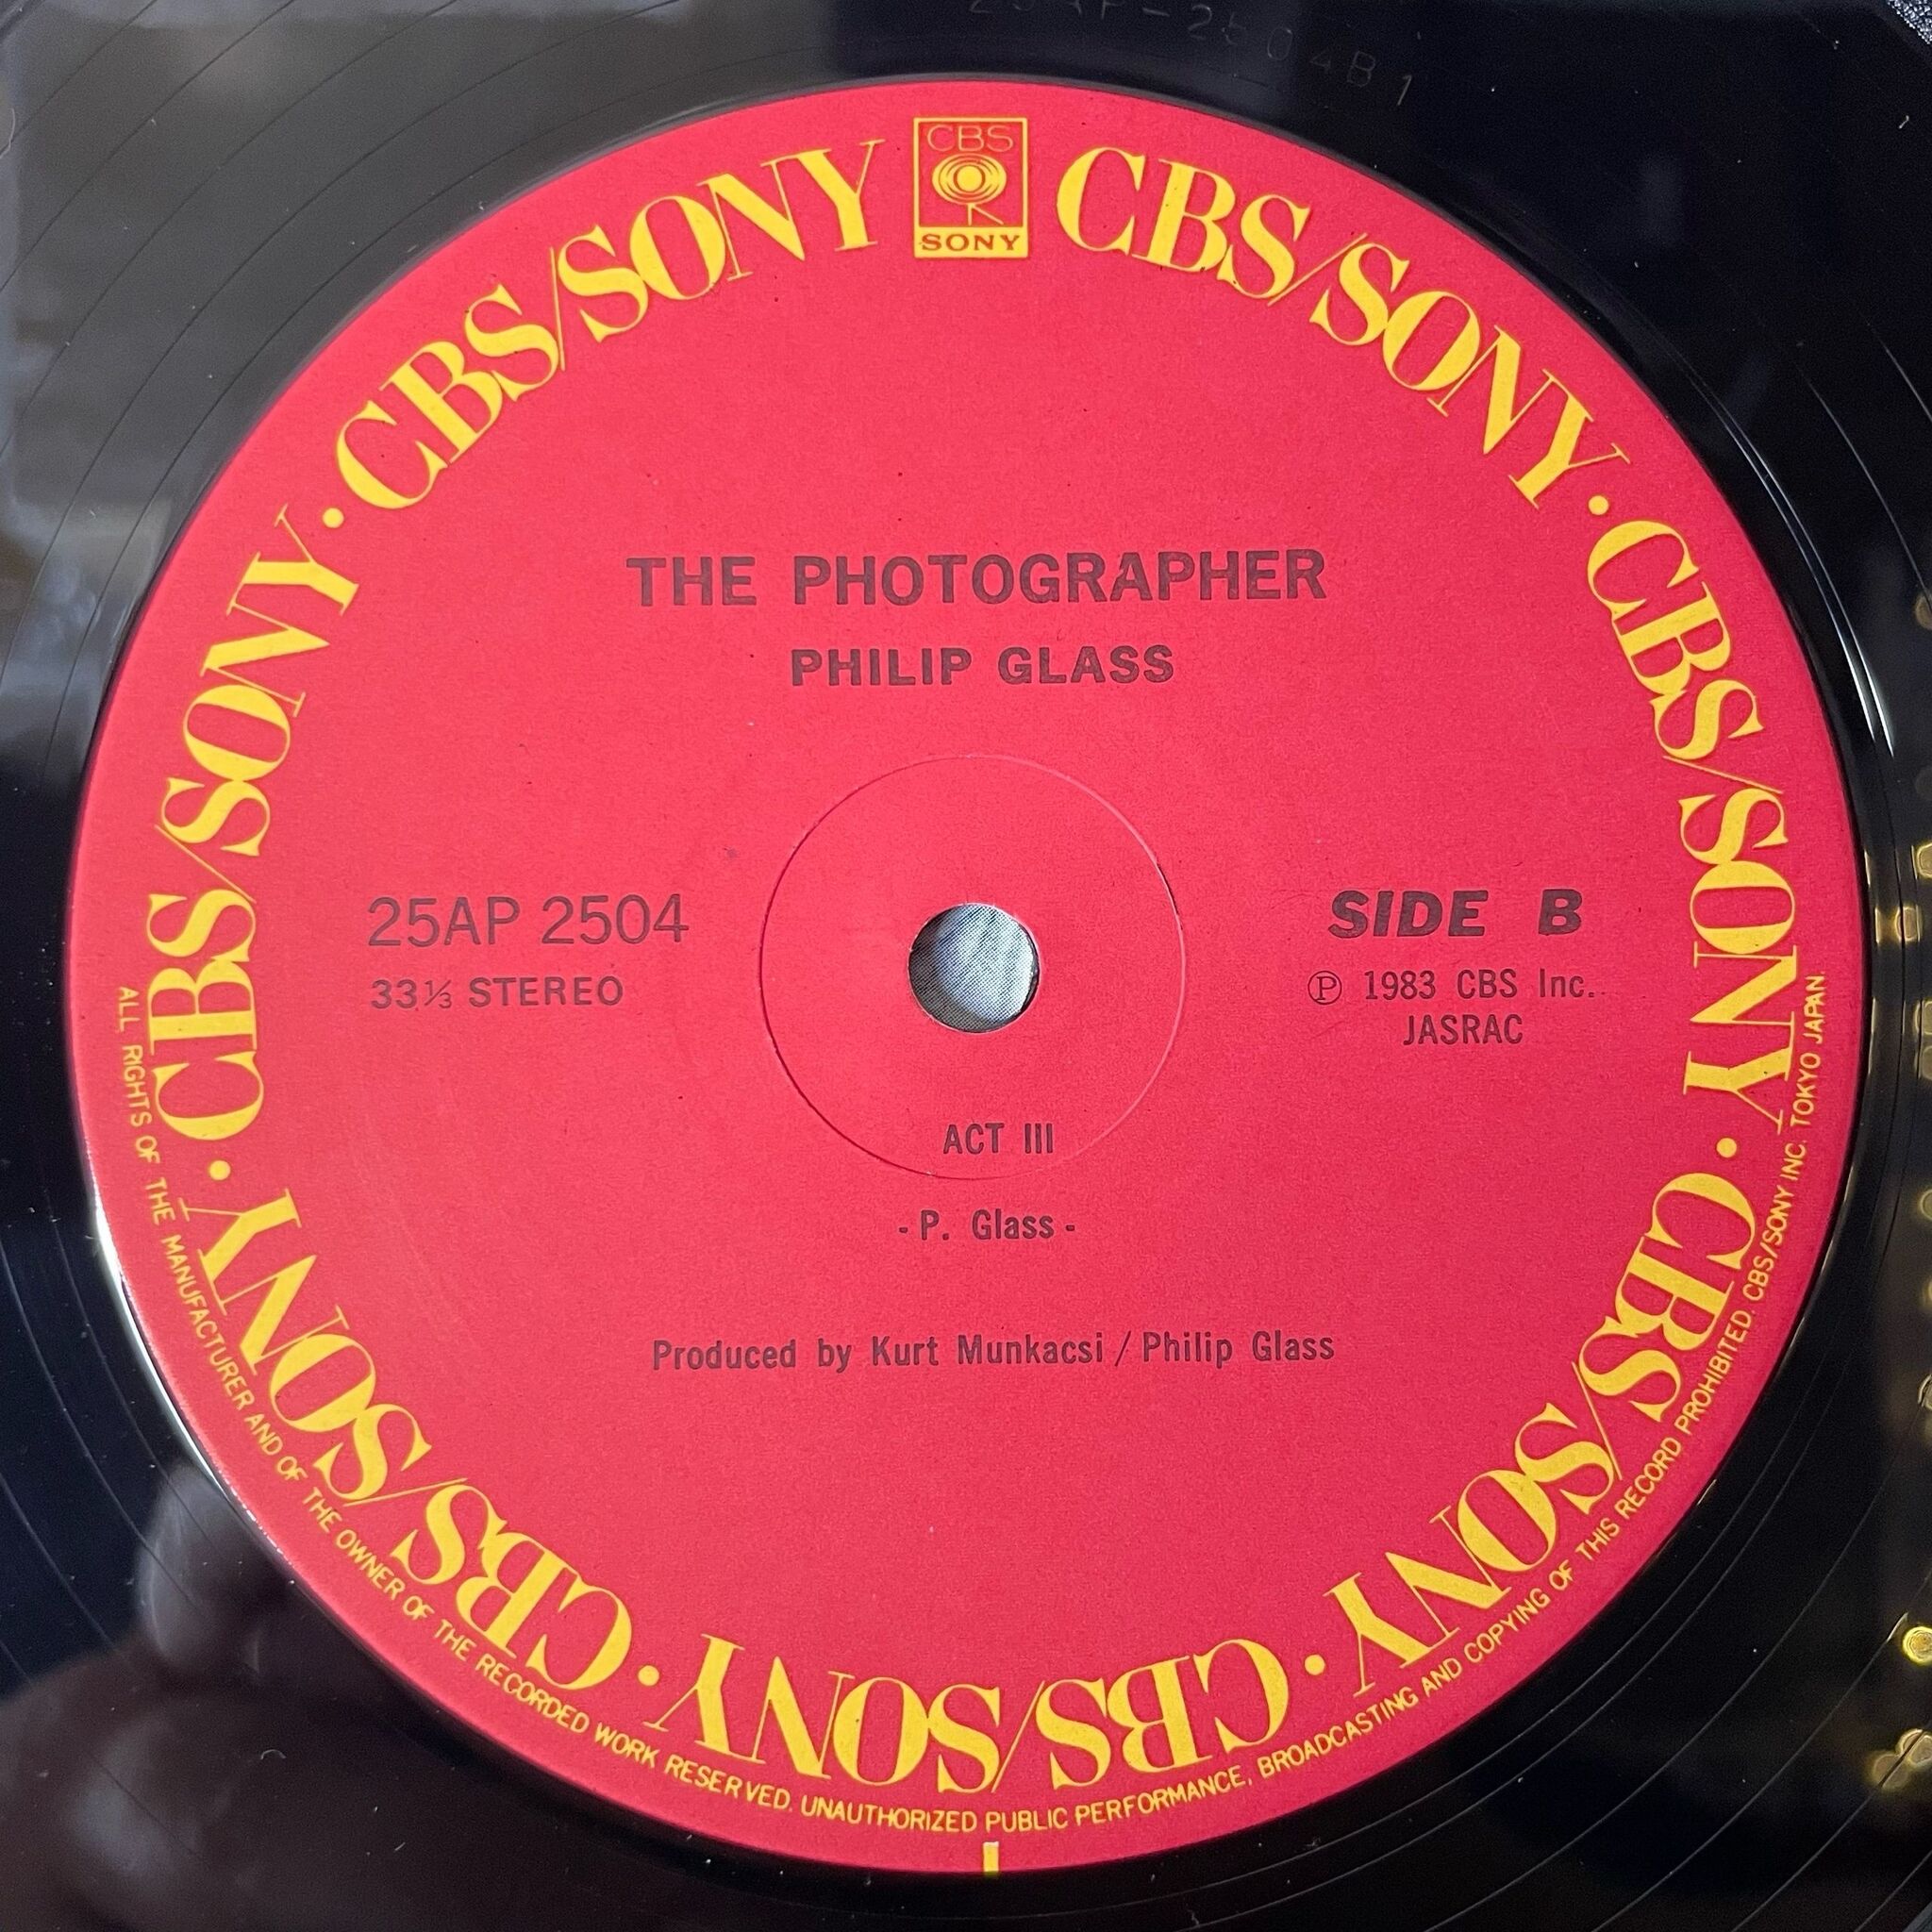 25AP-2504B1
CBS
SONY
CBS/SONY · CBS/SONY · CBS/SONY · CBS/SONY · CBS/SONY · CBS/SONY · CBS/SONY
THE PHOTOGRAPHER
PHILIP GLASS
25AP 2504
33⅓ STEREO
SIDE B
℗ 1983 CBS Inc.
JASRAC
ACT III
- P. Glass -
Produced by Kurt Munkacsi / Philip Glass
ALL RIGHTS OF THE MANUFACTURER AND OF THE OWNER OF THE RECORDED WORK RESERVED. UNAUTHORIZED PUBLIC PERFORMANCE, BROADCASTING AND COPYING OF THIS RECORD PROHIBITED. CBS/SONY INC. TOKYO JAPAN.